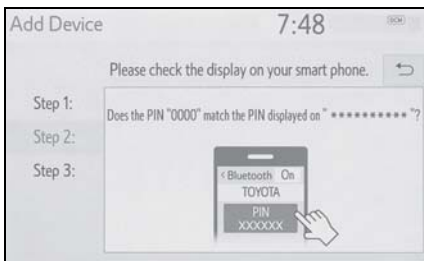 Add Device
7:48
DCM
Please check the display on your smart phone.
Step 1:
Step 2:
Step 3:
Does the PIN "0000" match the PIN displayed on " ********** "?
< Bluetooth On
TOYOTA
PIN
XXXXXX